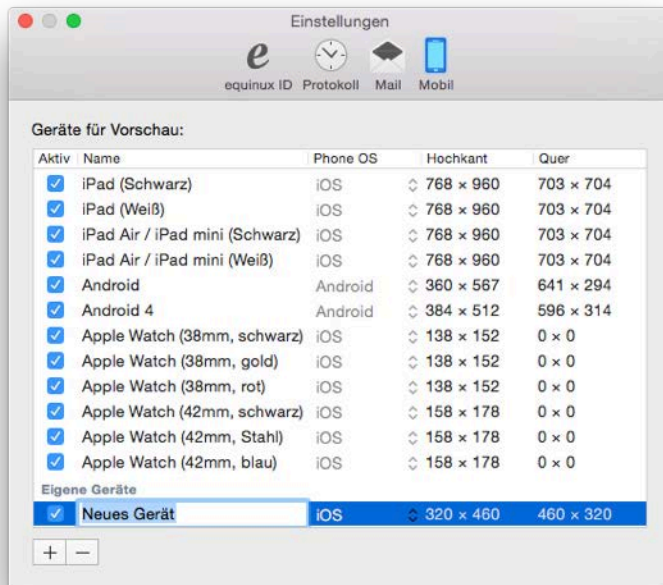 Einstellungen
e
equinux ID Protokoll Mail Mobil
Geräte für Vorschau:
Aktiv Name Phone OS Hochkant Quer
iPad (Schwarz) iOS 768 × 960 703 × 704
iPad (Weiß) iOS 768 × 960 703 × 704
iPad Air / iPad mini (Schwarz) iOS 768 × 960 703 × 704
iPad Air / iPad mini (Weiß) iOS 768 × 960 703 × 704
Android Android 360 × 567 641 × 294
Android 4 Android 384 × 512 596 × 314
Apple Watch (38mm, schwarz) iOS 138 × 152 0 × 0
Apple Watch (38mm, gold) iOS 138 × 152 0 × 0
Apple Watch (38mm, rot) iOS 138 × 152 0 × 0
Apple Watch (42mm, schwarz) iOS 158 × 178 0 × 0
Apple Watch (42mm, Stahl) iOS 158 × 178 0 × 0
Apple Watch (42mm, blau) iOS 158 × 178 0 × 0
Eigene Geräte
Neues Gerät iOS 320 × 460 460 × 320
+ −